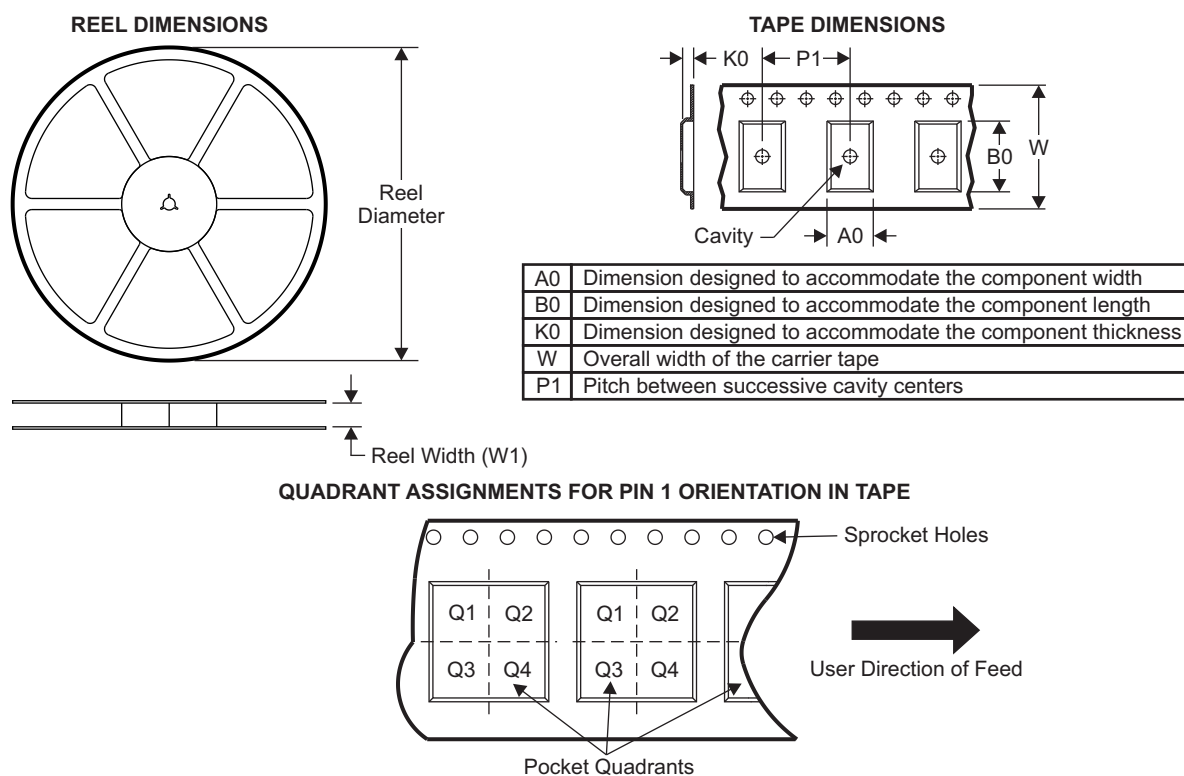 REEL DIMENSIONS
Reel
Diameter
Reel Width (W1)
TAPE DIMENSIONS
K0
P1
B0
W
Cavity
A0
A0 Dimension designed to accommodate the component width
B0 Dimension designed to accommodate the component length
K0 Dimension designed to accommodate the component thickness
W Overall width of the carrier tape
P1 Pitch between successive cavity centers
QUADRANT ASSIGNMENTS FOR PIN 1 ORIENTATION IN TAPE
Sprocket Holes
Q1 Q2 Q1 Q2
Q3 Q4 Q3 Q4
User Direction of Feed
Pocket Quadrants